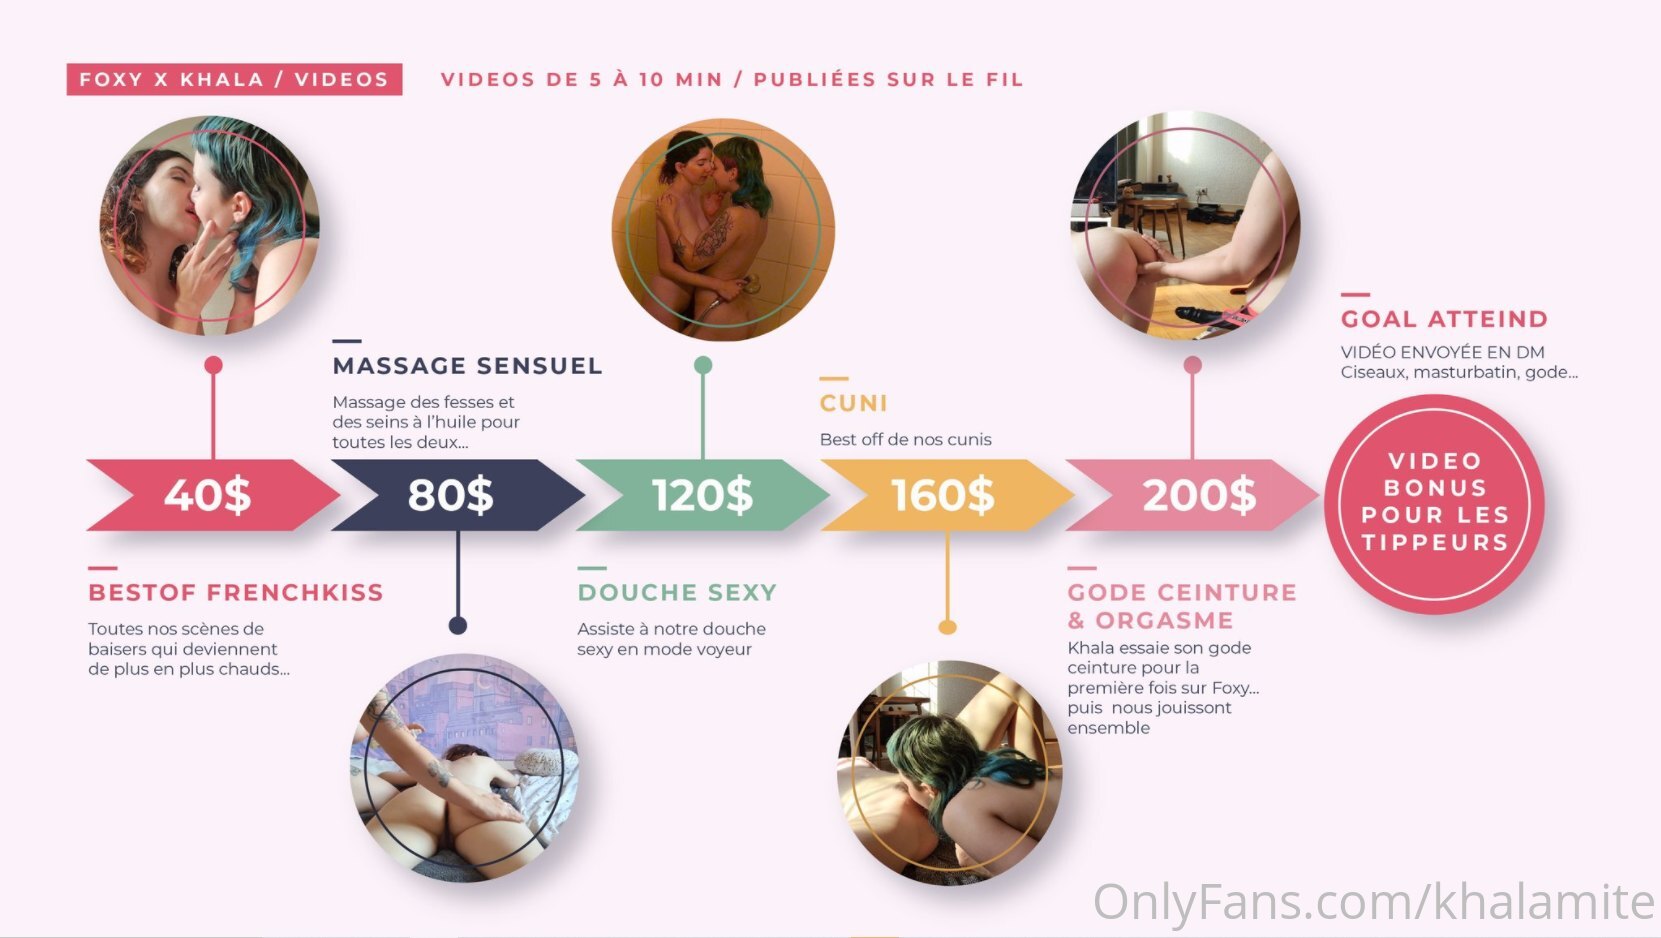 FOXY X KHALA / VIDEOS
VIDEOS DE 5 À 10 MIN / PUBLIÉES SUR LE FIL
GOAL ATTEIND
VIDÉO ENVOYÉE EN DM
Ciseaux, masturbatin, gode...
MASSAGE SENSUEL
Massage des fesses et
des seins à l'huile pour
toutes les deux...
CUNI
Best off de nos cunis
40$
80$
120$
160$
200$
VIDEO
BONUS
POUR LES
TIPPEURS
BESTOF FRENCHKISS
Toutes nos scènes de
baisers qui deviennent
de plus en plus chauds...
DOUCHE SEXY
Assiste à notre douche
sexy en mode voyeur
GODE CEINTURE
& ORGASME
Khala essaie son gode
ceinture pour la
première fois sur Foxy...
puis nous jouissont
ensemble
OnlyFans.com/khalamite